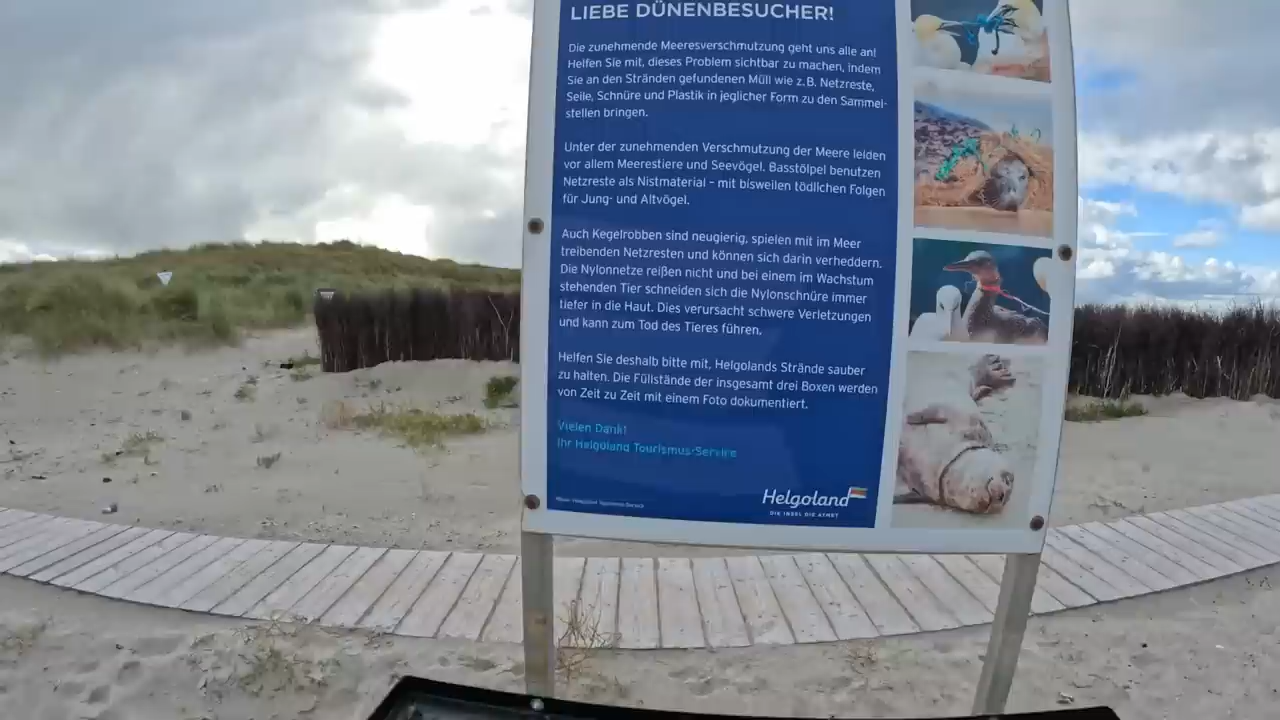 LIEBE DÜNENBESUCHER!
Die zunehmende Meeresverschmutzung geht uns alle an!
Helfen Sie mit, dieses Problem sichtbar zu machen, indem
Sie an den Stränden gefundenen Müll wie z.B. Netzreste,
Seile, Schnüre und Plastik in jeglicher Form zu den Sammel-
stellen bringen.
Unter der zunehmenden Verschmutzung der Meere leiden
vor allem Meerestiere und Seevögel. Basstölpel benutzen
Netzreste als Nistmaterial – mit bisweilen tödlichen Folgen
für Jung- und Altvögel.
Auch Kegelrobben sind neugierig, spielen mit im Meer
treibenden Netzresten und können sich darin verheddern.
Die Nylonnetze reißen nicht und bei einem im Wachstum
stehenden Tier schneiden sich die Nylonschnüre immer
tiefer in die Haut. Dies verursacht schwere Verletzungen
und kann zum Tod des Tieres führen.
Helfen Sie deshalb bitte mit, Helgolands Strände sauber
zu halten. Die Füllstände der insgesamt drei Boxen werden
von Zeit zu Zeit mit einem Foto dokumentiert.
Vielen Dank!
Ihr Helgoland Tourismus-Service
Helgoland
DIE INSEL DIE ATMET